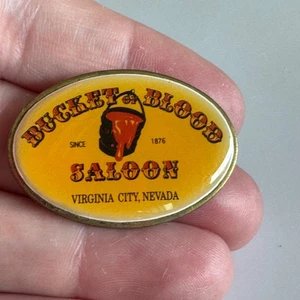 BUCKET OF BLOOD
SINCE 1876
SALOON
VIRGINIA CITY, NEVADA